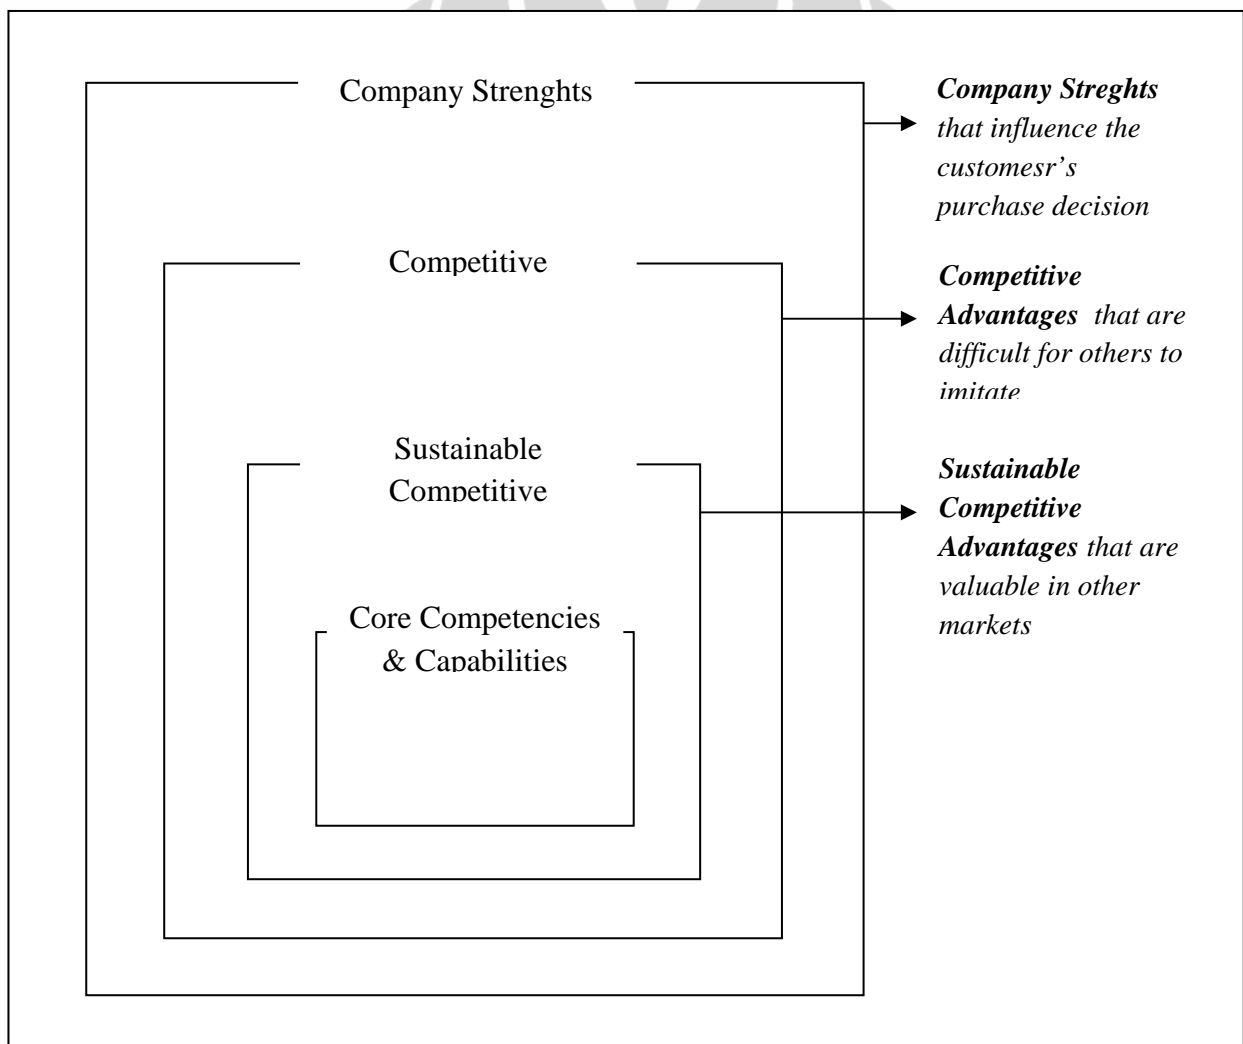 Company Strenghts
Competitive
Sustainable
Competitive
Core Competencies
& Capabilities
Company Streghts
that influence the
customesr’s
purchase decision
Competitive
Advantages that are
difficult for others to
imitate
Sustainable
Competitive
Advantages that are
valuable in other
markets